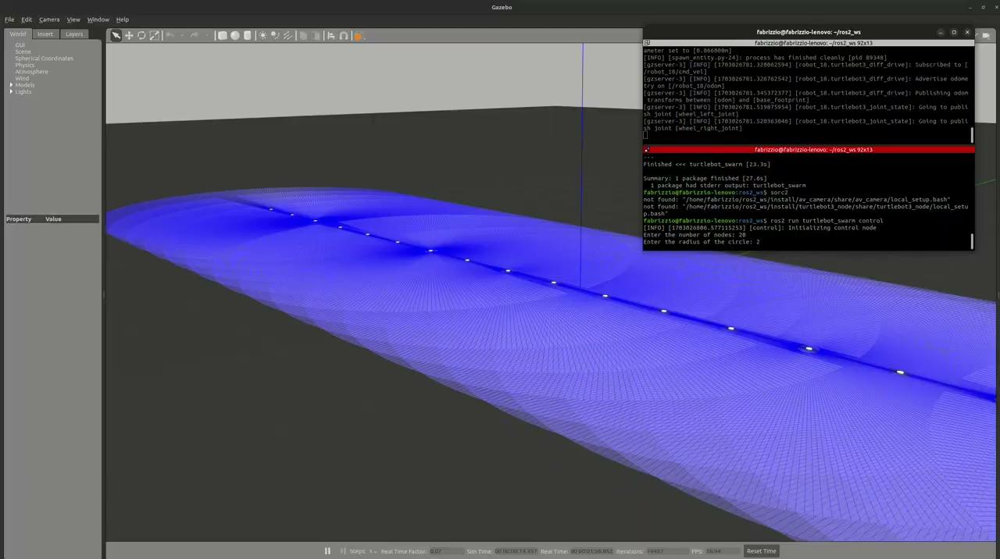 Gazebo
File Edit Camera View Window Help
World Insert Layers
GUI
Scene
Spherical Coordinates
Physics
Atmosphere
Wind
Models
Lights
Property Value
fabrizzio@fabrizzio-lenovo: ~/ros2_ws
fabrizzio@fabrizzio-lenovo: ~/ros2_ws 92x13
ameter set to [0.066000m]
[INFO] [spawn_entity.py-24]: process has finished cleanly [pid 89348]
[gzserver-3] [INFO] [1703026781.320062594] [robot_18.turtlebot3_diff_drive]: Subscribed to [
/robot_18/cmd_vel]
[gzserver-3] [INFO] [1703026781.326762542] [robot_18.turtlebot3_diff_drive]: Advertise odome
try on [/robot_18/odom]
[gzserver-3] [INFO] [1703026781.345372377] [robot_18.turtlebot3_diff_drive]: Publishing odom
transforms between [odom] and [base_footprint]
[gzserver-3] [INFO] [1703026781.519875954] [robot_18.turtlebot3_joint_state]: Going to publi
sh joint [wheel_left_joint]
[gzserver-3] [INFO] [1703026781.520363046] [robot_18.turtlebot3_joint_state]: Going to publi
sh joint [wheel_right_joint]
fabrizzio@fabrizzio-lenovo: ~/ros2_ws 92x13
---
Finished <<< turtlebot_swarm [23.3s]
Summary: 1 package finished [27.6s]
1 package had stderr output: turtlebot_swarm
fabrizzio@fabrizzio-lenovo:ros2_ws$ sorc2
not found: "/home/fabrizzio/ros2_ws/install/av_camera/share/av_camera/local_setup.bash"
not found: "/home/fabrizzio/ros2_ws/install/turtlebot3_node/share/turtlebot3_node/local_setu
p.bash"
fabrizzio@fabrizzio-lenovo:ros2_ws$ ros2 run turtlebot_swarm control
[INFO] [1703026806.577115253] [control]: Initializing control node
Enter the number of nodes: 20
Enter the radius of the circle: 2
Steps: 1 Real Time Factor: 0.07 Sim Time: 00 00:00:14.457 Real Time: 00 00:01:56.852 Iterations: 14457 FPS: 18.94 Reset Time